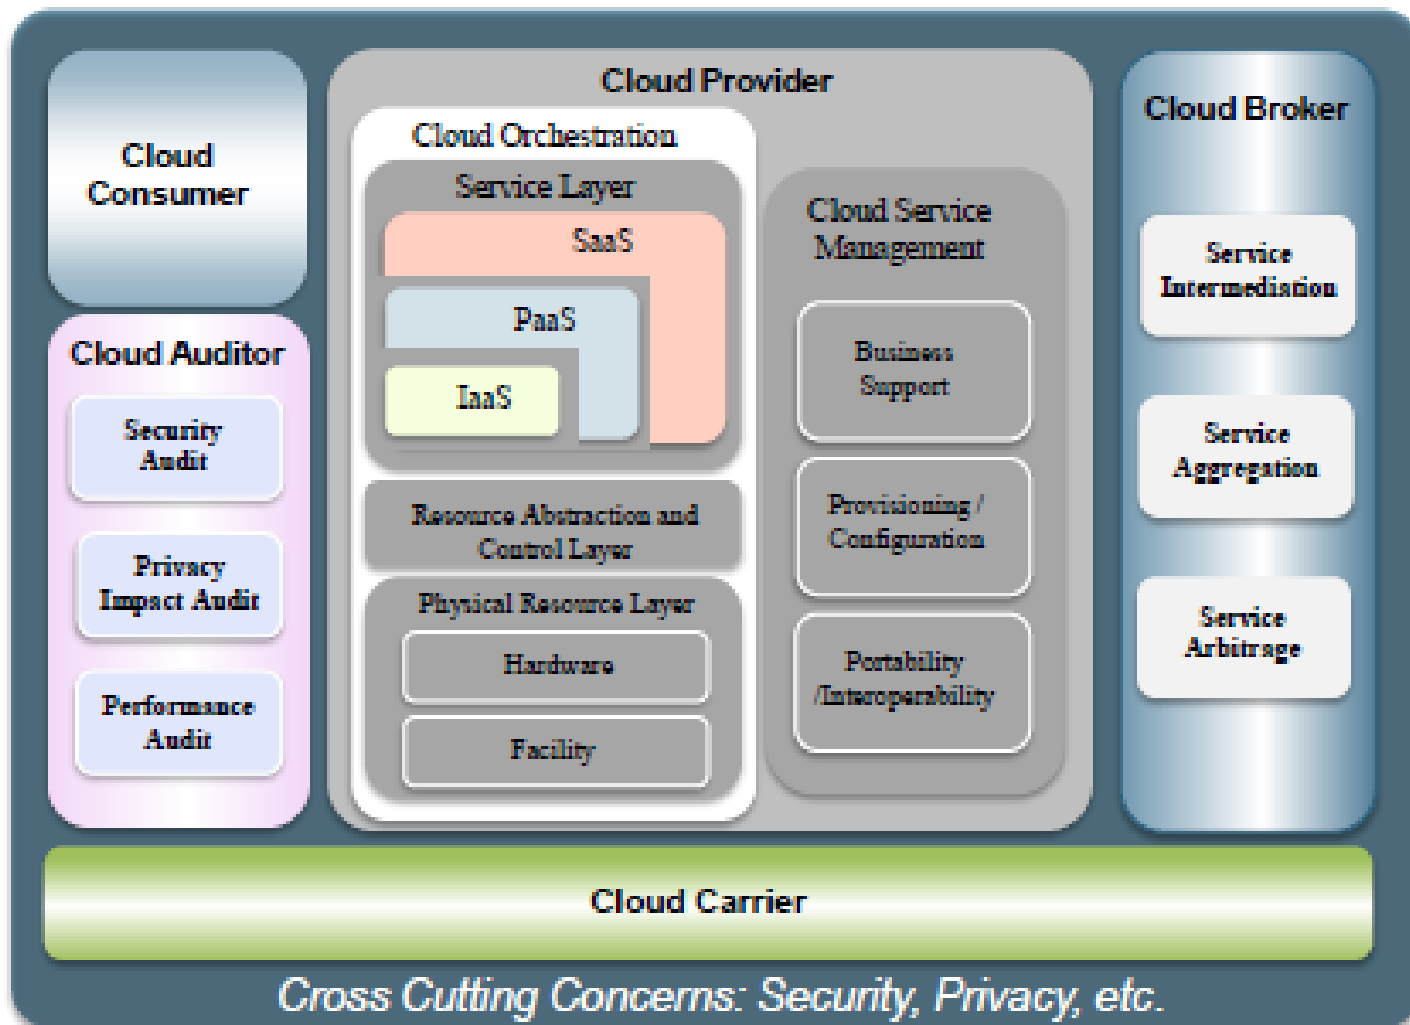 Cloud
Consumer
Cloud Auditor
Security
Audit
Privacy
Impact Audit
Performance
Audit
Cloud Provider
Cloud Orchestration
Service Layer
SaaS
PaaS
IaaS
Resource Abstraction and
Control Layer
Physical Resource Layer
Hardware
Facility
Cloud Service
Management
Business
Support
Provisioning /
Configuration
Portability
/Interoperability
Cloud Broker
Service
Intermediation
Service
Aggregation
Service
Arbitrage
Cloud Carrier
Cross Cutting Concerns: Security, Privacy, etc.